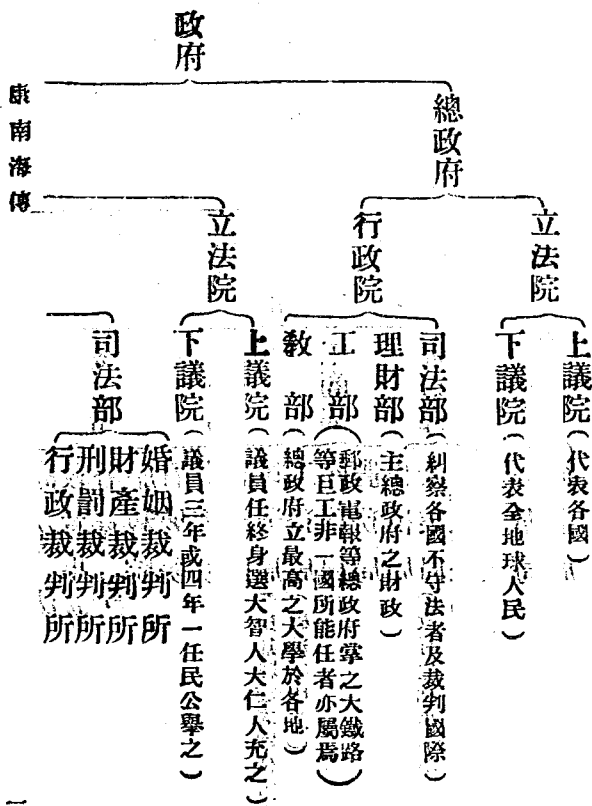 政府
總政府
立法院
上議院(代表各國)
下議院(代表全地球人民)
行政院
司法部(糾察各國不守法者及裁判國際)
理財部(主總政府之財政)
工部(郵政電報等總政府掌之大鐵路
等巨工非一國所能任者亦屬焉)
敎部(總政府立最高之大學於各地)
立法院
上議院(議員任終身選大智人大仁人充之)
下議院(議員三年或四年一任民公舉之)
司法部
婚姻裁判所
財產裁判所
刑罰裁判所
行政裁判所
康南海傳